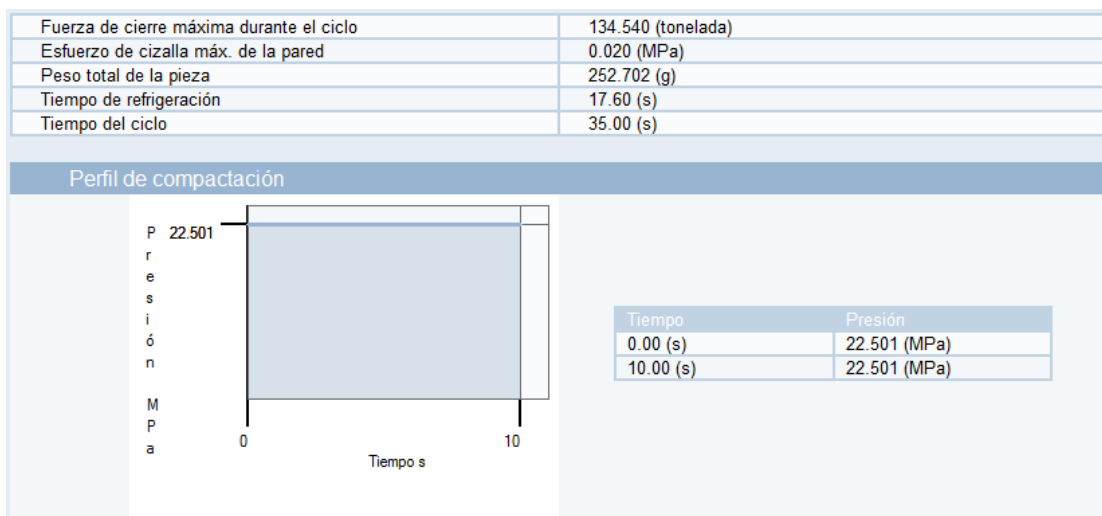 Fuerza de cierre máxima durante el ciclo 134.540 (tonelada)
Esfuerzo de cizalla máx. de la pared 0.020 (MPa)
Peso total de la pieza 252.702 (g)
Tiempo de refrigeración 17.60 (s)
Tiempo del ciclo 35.00 (s)
Perfil de compactación
Presión MPa
22.501
0 10
Tiempo s
Tiempo Presión
0.00 (s) 22.501 (MPa)
10.00 (s) 22.501 (MPa)